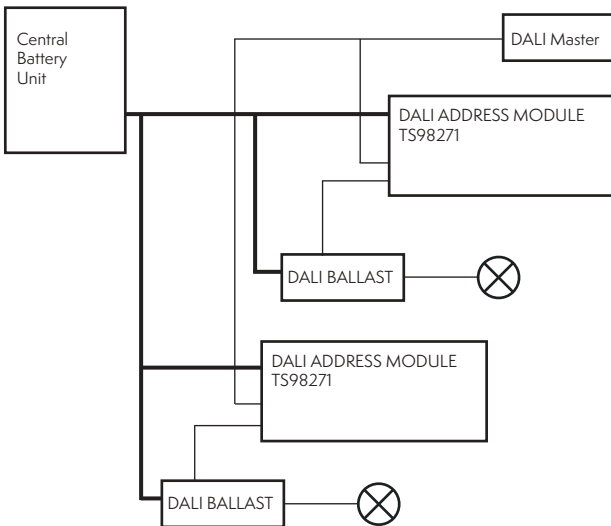 Central
Battery
Unit
DALI Master
DALI ADDRESS MODULE
TS98271
DALI BALLAST
DALI ADDRESS MODULE
TS98271
DALI BALLAST